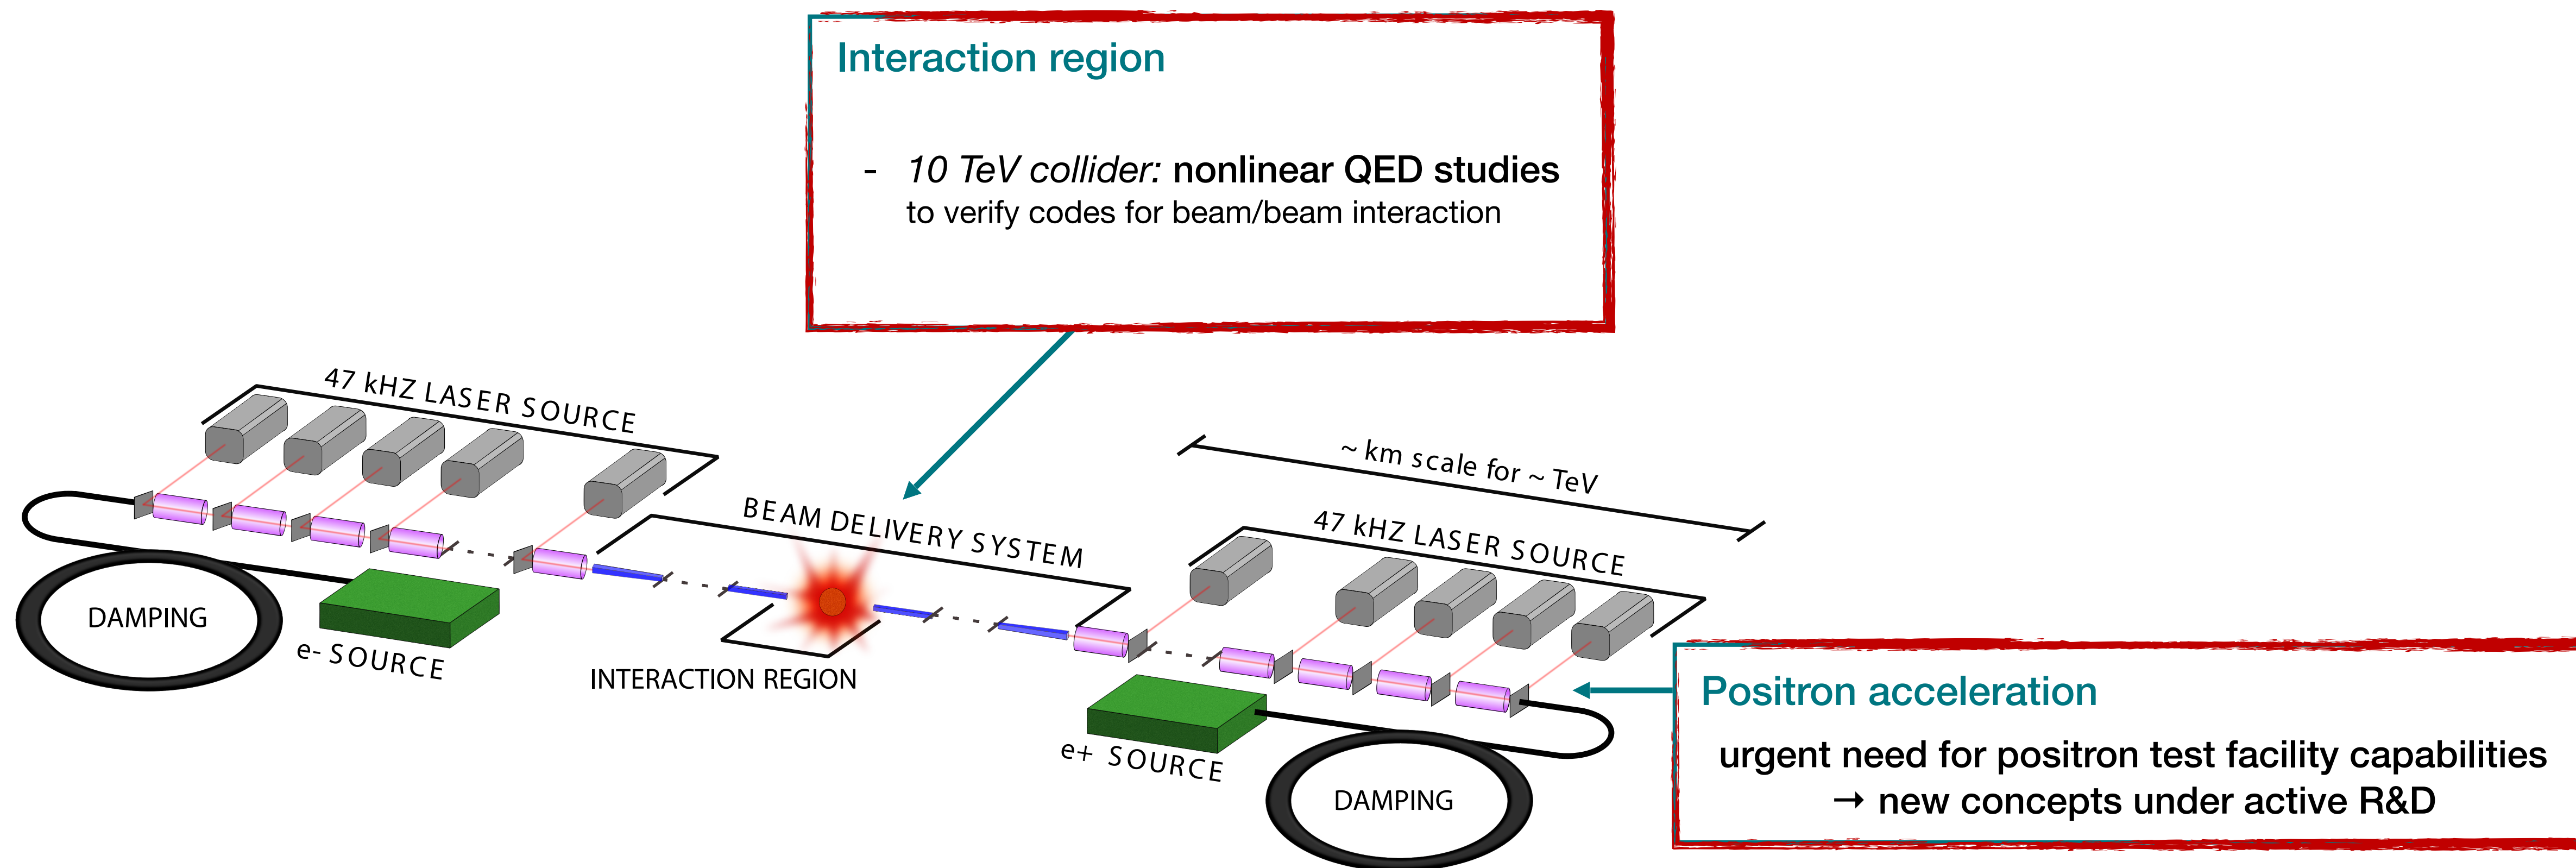 Interaction region
- 10 TeV collider: nonlinear QED studies
to verify codes for beam/beam interaction
47 kHZ LASER SOURCE
~ km scale for ~ TeV
BEAM DELIVERY SYSTEM
47 kHZ LASER SOURCE
DAMPING
e- SOURCE
INTERACTION REGION
e+ SOURCE
DAMPING
Positron acceleration
urgent need for positron test facility capabilities
→ new concepts under active R&D